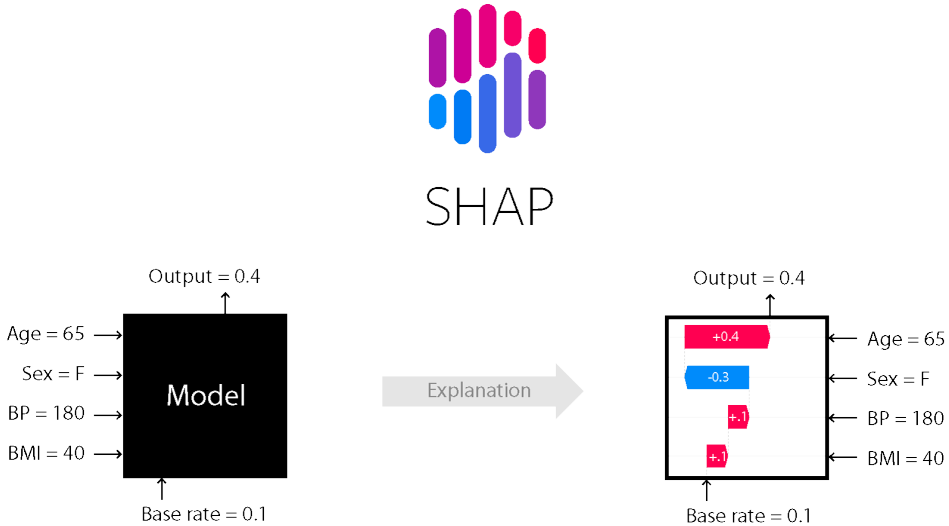 SHAP
Output = 0.4
Age = 65
Sex = F
BP = 180
BMI = 40
Model
Base rate = 0.1
Explanation
Output = 0.4
+0.4
-0.3
+.1
+.1
Age = 65
Sex = F
BP = 180
BMI = 40
Base rate = 0.1